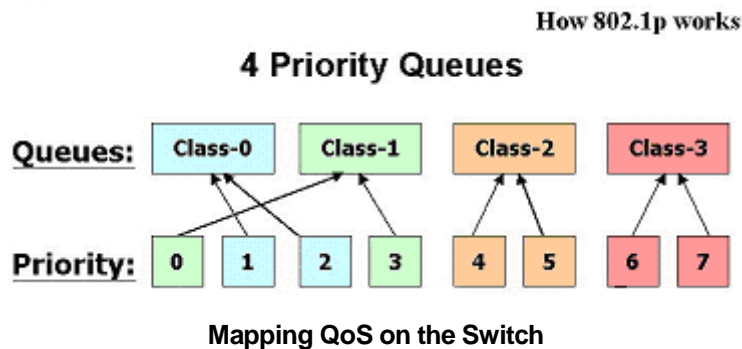 How 802.1p works
4 Priority Queues
Queues: Class-0 Class-1 Class-2 Class-3
Priority: 0 1 2 3 4 5 6 7
Mapping QoS on the Switch